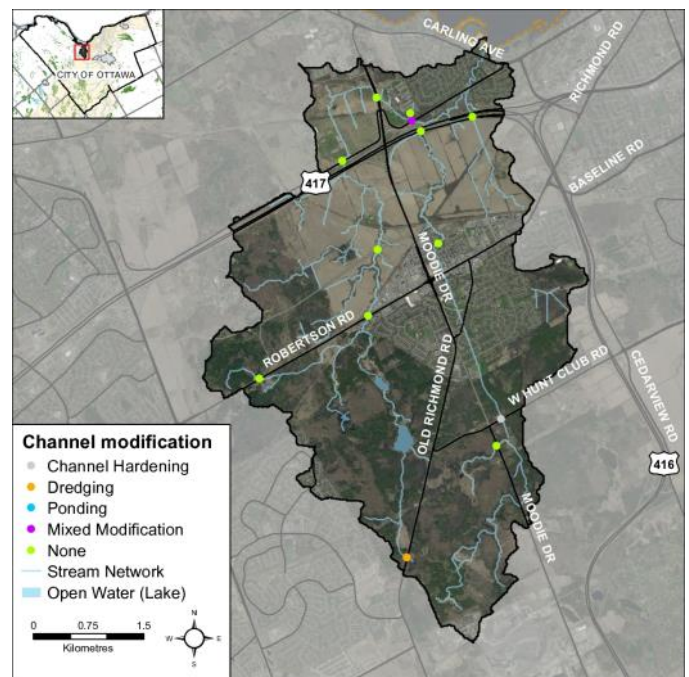 CITY OF OTTAWA
CARLING AVE
RICHMOND RD
BASELINE RD
417
MOODIE DR
ROBERTSON RD
OLD RICHMOND RD
W HUNT CLUB RD
CEDARVIEW RD
416
MOODIE DR
Channel modification
Channel Hardening
Dredging
Ponding
Mixed Modification
None
Stream Network
Open Water (Lake)
0 0.75 1.5
Kilometres
N
W E
S